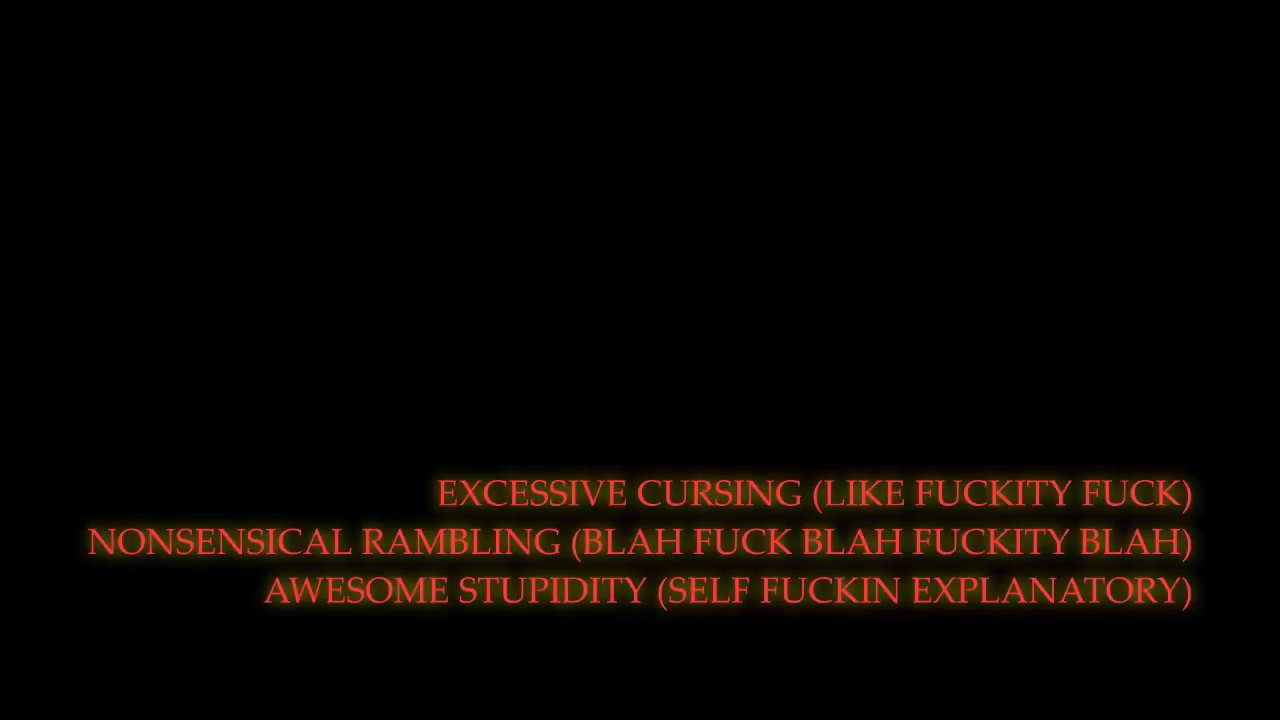 EXCESSIVE CURSING (LIKE FUCKITY FUCK)
NONSENSICAL RAMBLING (BLAH FUCK BLAH FUCKITY BLAH)
AWESOME STUPIDITY (SELF FUCKIN EXPLANATORY)